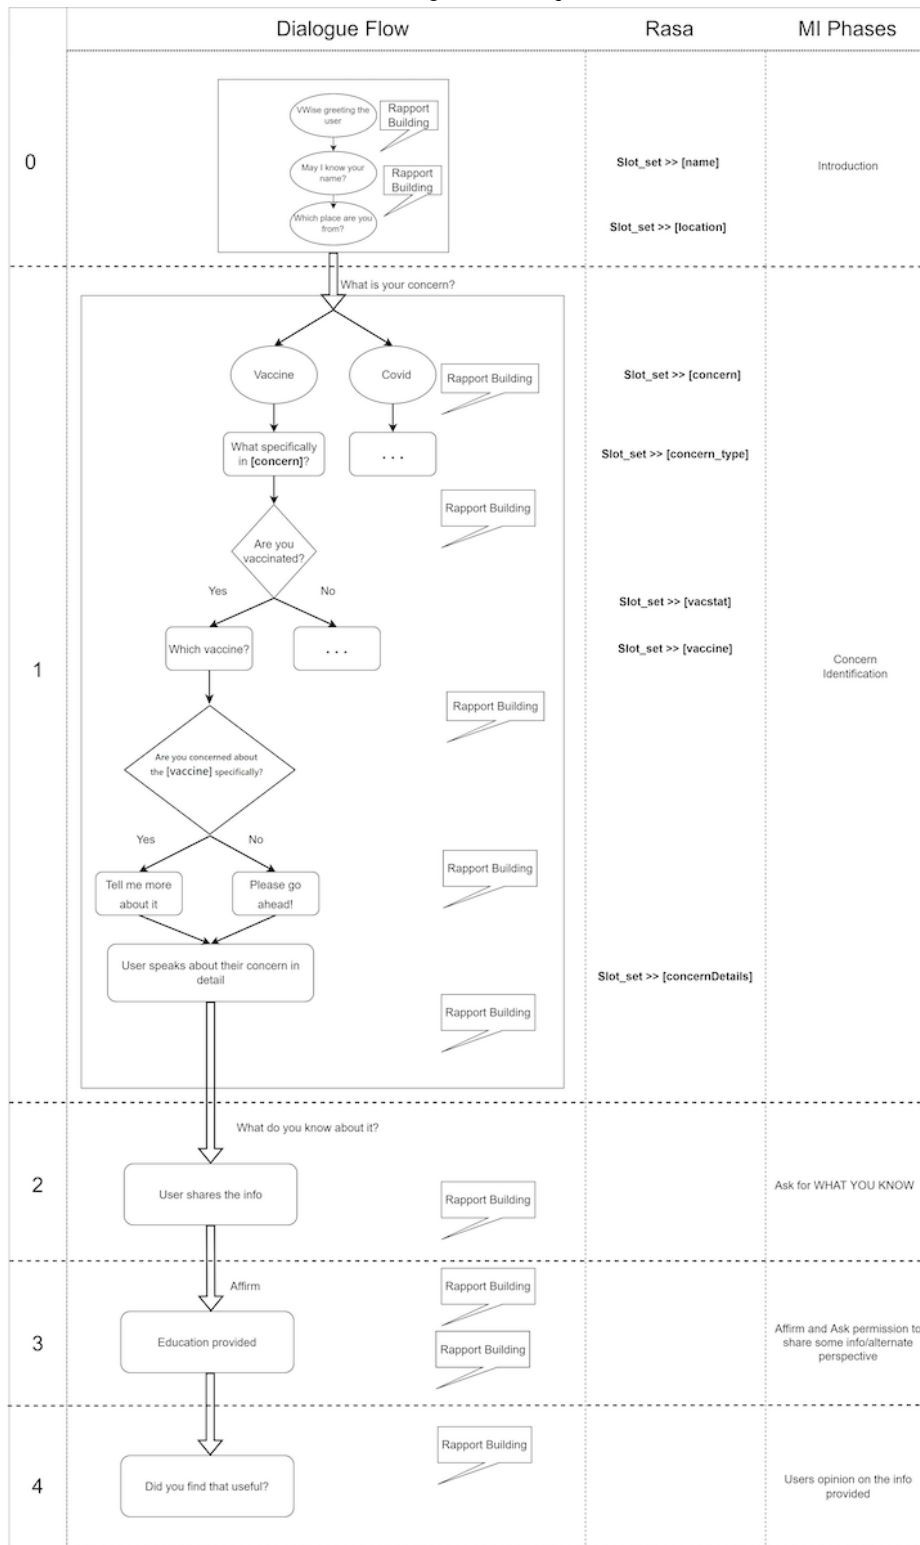 Dialogue Flow
Rasa
MI Phases
0
VWise greeting the
user
Rapport
Building
May I know your
name?
Rapport
Building
Which place are you
from?
Slot_set >> [name]
Slot_set >> [location]
Introduction
What is your concern?
1
Vaccine
Covid
Rapport Building
Slot_set >> [concern]
What specifically
in [concern]?
. . .
Slot_set >> [concern_type]
Rapport Building
Are you
vaccinated?
Yes
No
Slot_set >> [vacstat]
Which vaccine?
. . .
Slot_set >> [vaccine]
Concern
Identification
Rapport Building
Are you concerned about
the [vaccine] specifically?
Yes
No
Rapport Building
Tell me more
about it
Please go
ahead!
User speaks about their concern in
detail
Slot_set >> [concernDetails]
Rapport Building
What do you know about it?
2
User shares the info
Rapport Building
Ask for WHAT YOU KNOW
Affirm
Rapport Building
3
Education provided
Rapport Building
Affirm and Ask permission to
share some info/alternate
perspective
Rapport Building
4
Did you find that useful?
Users opinion on the info
provided